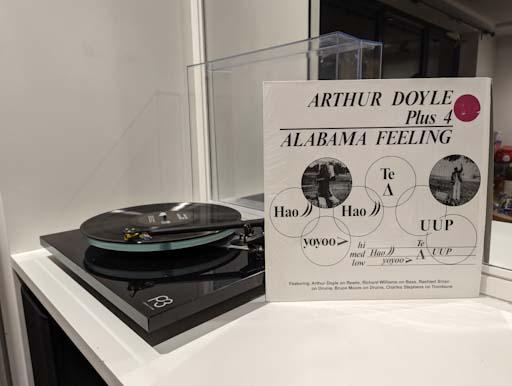 ARTHUR DOYLE
Plus 4
ALABAMA FEELING
Te
A
Hao ))
Hao ))
UUP
yoyoo >
hi
med
low
Hao ))
yoyoo >
Te
A
UUP
Featuring: Arthur Doyle on Reeds, Richard Williams on Bass, Rashied Sinan
on Drums, Bruce Moore on Drums, Charles Stephens on Trombone